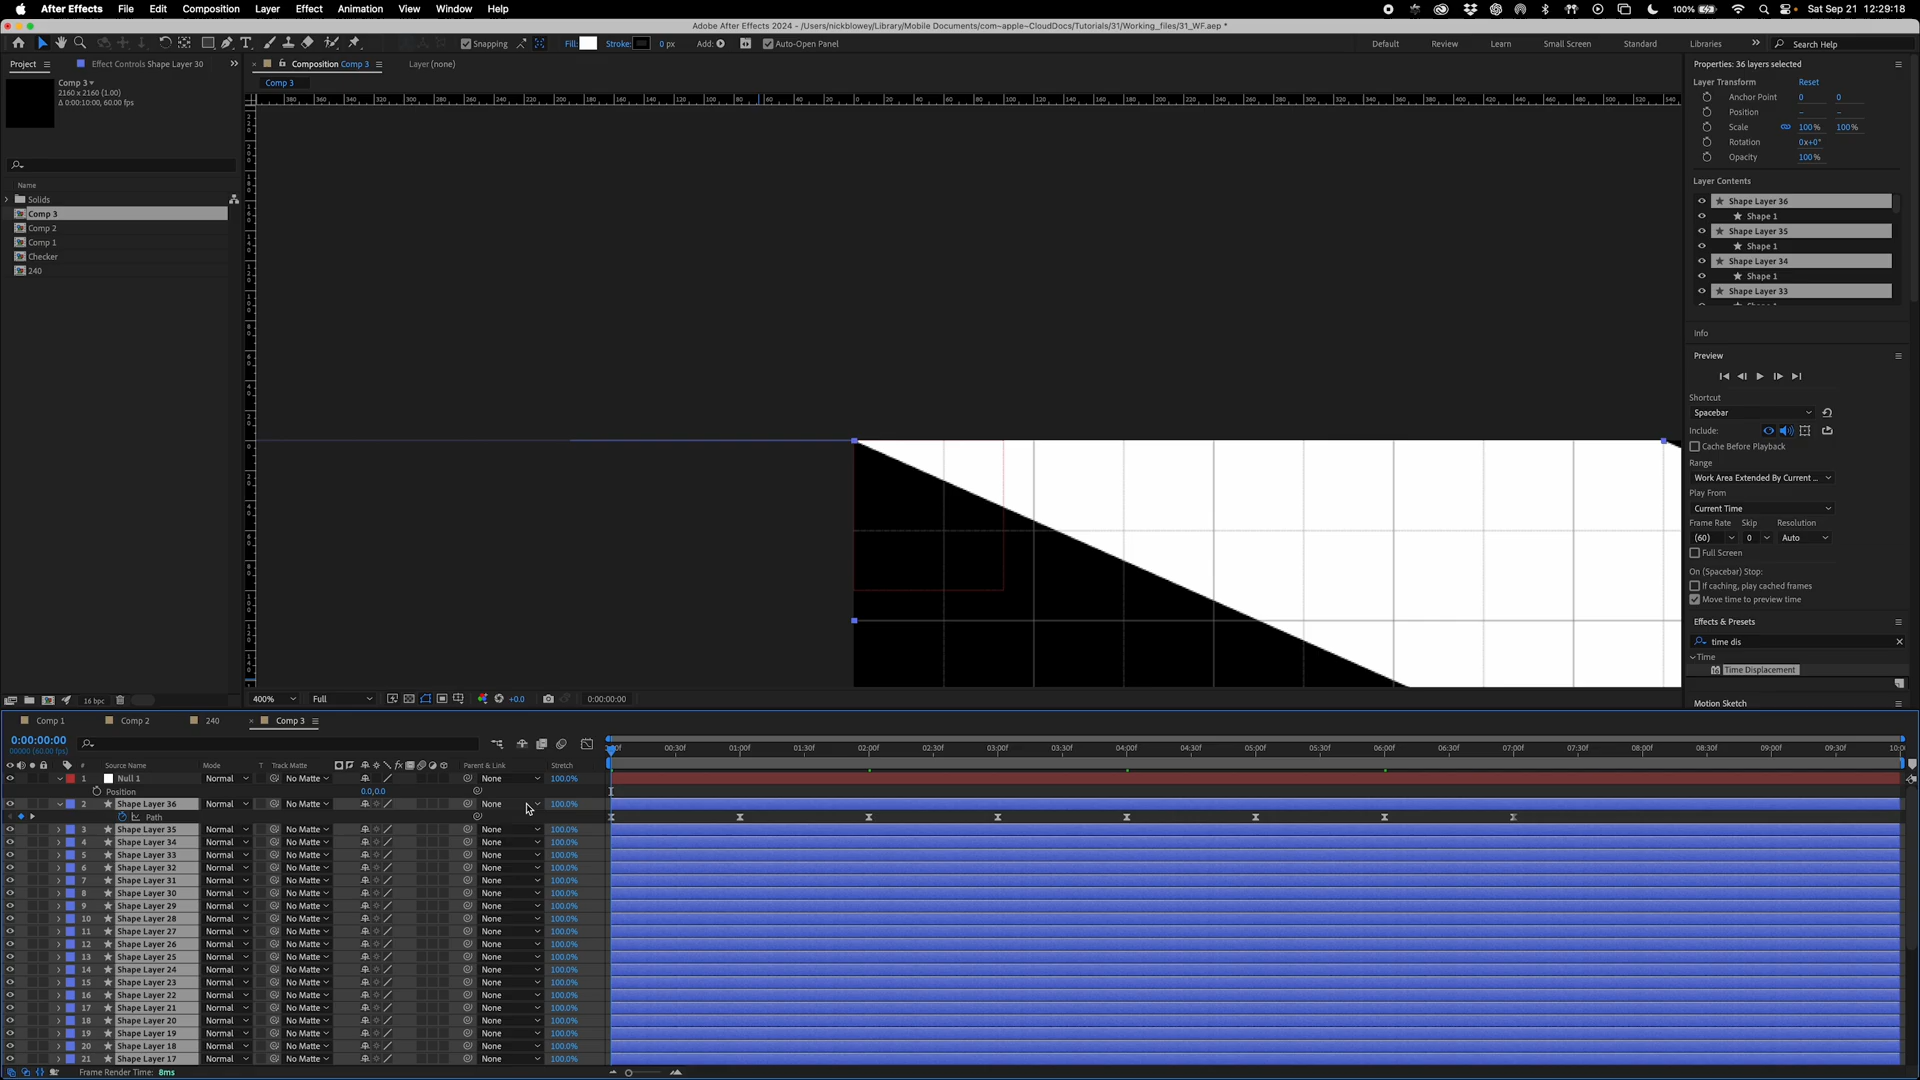 After Effects File Edit Composition Layer Effect Animation View Window Help 100% Sat Sep 21 12:29:18
Adobe After Effects 2024 - /Users/nickblowey/Library/Mobile Documents/com~apple~CloudDocs/Tutorials/31/Working_files/31_WF.aep *
Snapping Fill: Stroke: 0 px Add: Auto-Open Panel Default Review Learn Small Screen Standard Libraries Search Help
Project Effect Controls Shape Layer 30 Composition Comp 3 Layer (none) Properties: 36 layers selected
Comp 3
2160 x 2160 (1.00)
Δ 0:00:10:00, 60.00 fps
Comp 3
Layer Transform Reset
Anchor Point 0 0
Position – –
Scale 100% 100%
Rotation 0x+0°
Opacity 100%
Name
Solids
Comp 3
Comp 2
Comp 1
Checker
240
Layer Contents
Shape Layer 36
Shape 1
Shape Layer 35
Shape 1
Shape Layer 34
Shape 1
Shape Layer 33
Info
Preview
Shortcut
Spacebar
Include:
Cache Before Playback
Range
Work Area Extended By Current ...
Play From
Current Time
Frame Rate Skip Resolution
(60) 0 Auto
Full Screen
On (Spacebar) Stop:
If caching, play cached frames
Move time to preview time
Effects & Presets
time dis
Time
Time Displacement
Motion Sketch
16 bpc 400% Full +0.0 0:00:00:00
Comp 1 Comp 2 240 Comp 3
0:00:00:00
00000 (60.00 fps)
00:30f 01:00f 01:30f 02:00f 02:30f 03:00f 03:30f 04:00f 04:30f 05:00f 05:30f 06:00f 06:30f 07:00f 07:30f 08:00f 08:30f 09:00f 09:30f
# Source Name Mode T Track Matte Parent & Link Stretch
1 Null 1 Normal No Matte None 100.0%
Position 0.0,0.0
2 Shape Layer 36 Normal No Matte None 100.0%
Path
3 Shape Layer 35 Normal No Matte None 100.0%
4 Shape Layer 34 Normal No Matte None 100.0%
5 Shape Layer 33 Normal No Matte None 100.0%
6 Shape Layer 32 Normal No Matte None 100.0%
7 Shape Layer 31 Normal No Matte None 100.0%
8 Shape Layer 30 Normal No Matte None 100.0%
9 Shape Layer 29 Normal No Matte None 100.0%
10 Shape Layer 28 Normal No Matte None 100.0%
11 Shape Layer 27 Normal No Matte None 100.0%
12 Shape Layer 26 Normal No Matte None 100.0%
13 Shape Layer 25 Normal No Matte None 100.0%
14 Shape Layer 24 Normal No Matte None 100.0%
15 Shape Layer 23 Normal No Matte None 100.0%
16 Shape Layer 22 Normal No Matte None 100.0%
17 Shape Layer 21 Normal No Matte None 100.0%
18 Shape Layer 20 Normal No Matte None 100.0%
19 Shape Layer 19 Normal No Matte None 100.0%
20 Shape Layer 18 Normal No Matte None 100.0%
21 Shape Layer 17 Normal No Matte None 100.0%
Frame Render Time: 8ms